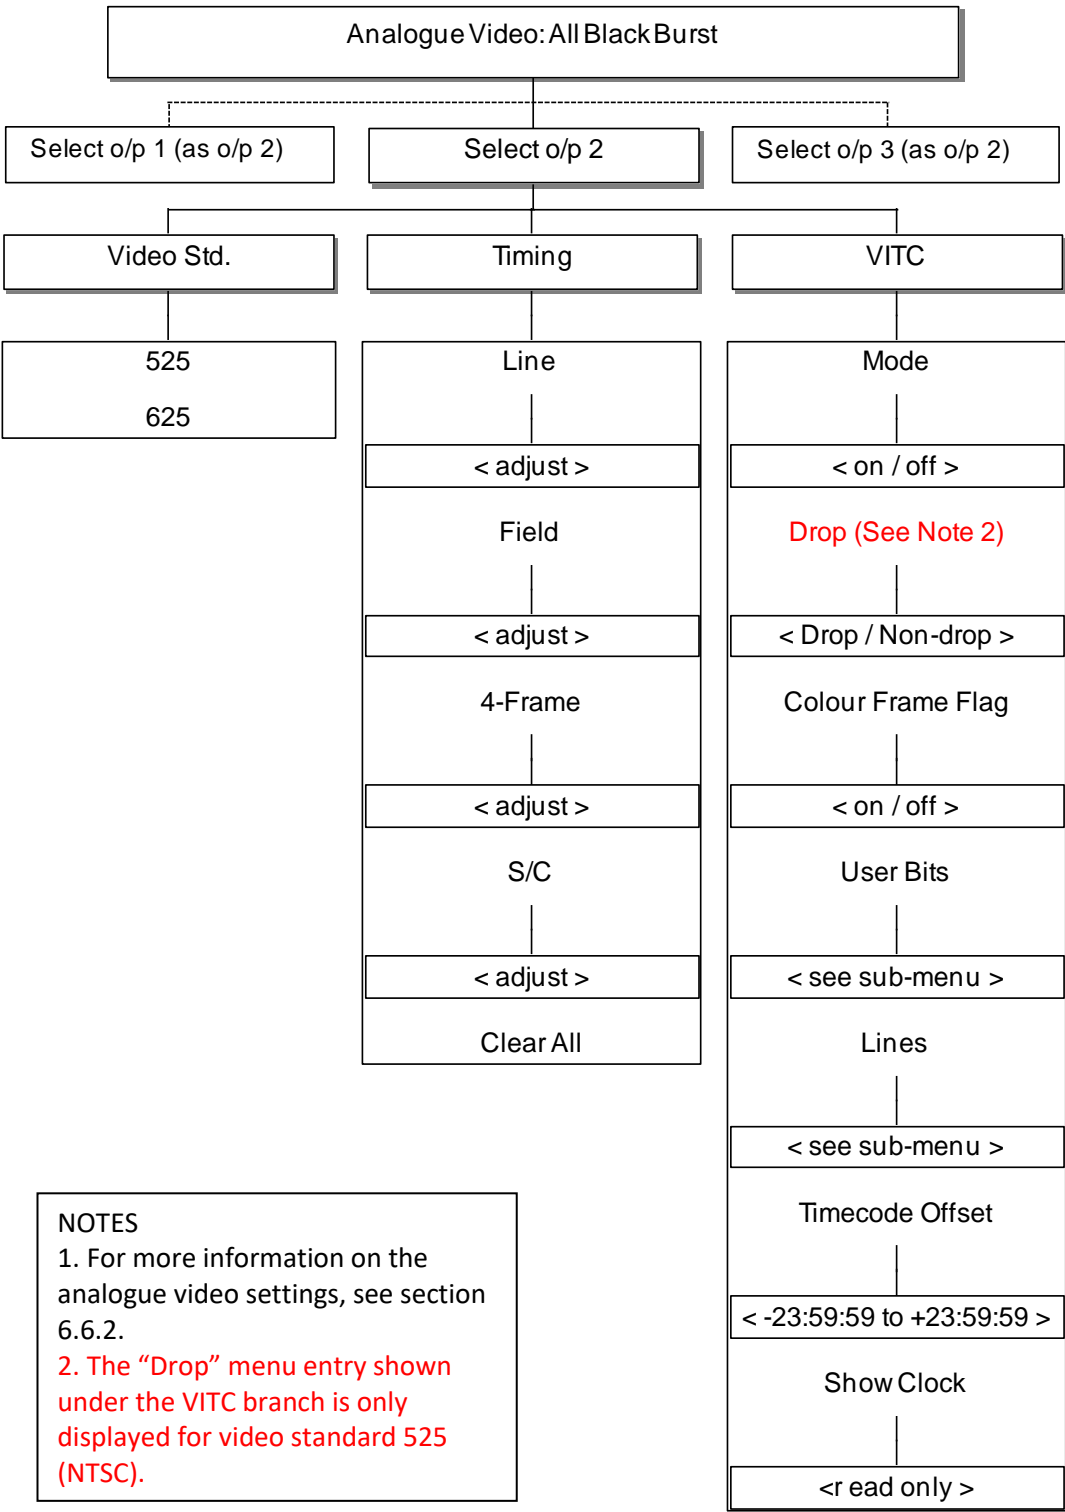 Analogue Video: All Black Burst
Select o/p 1 (as o/p 2)
Select o/p 2
Select o/p 3 (as o/p 2)
Video Std.
Timing
VITC
525
625
Line
< adjust >
Field
< adjust >
4-Frame
< adjust >
S/C
< adjust >
Clear All
Mode
< on / off >
Drop (See Note 2)
< Drop / Non-drop >
Colour Frame Flag
< on / off >
User Bits
< see sub-menu >
Lines
< see sub-menu >
Timecode Offset
< -23:59:59 to +23:59:59 >
Show Clock
<r ead only >
NOTES
1. For more information on the
analogue video settings, see section
6.6.2.
2. The “Drop” menu entry shown
under the VITC branch is only
displayed for video standard 525
(NTSC).